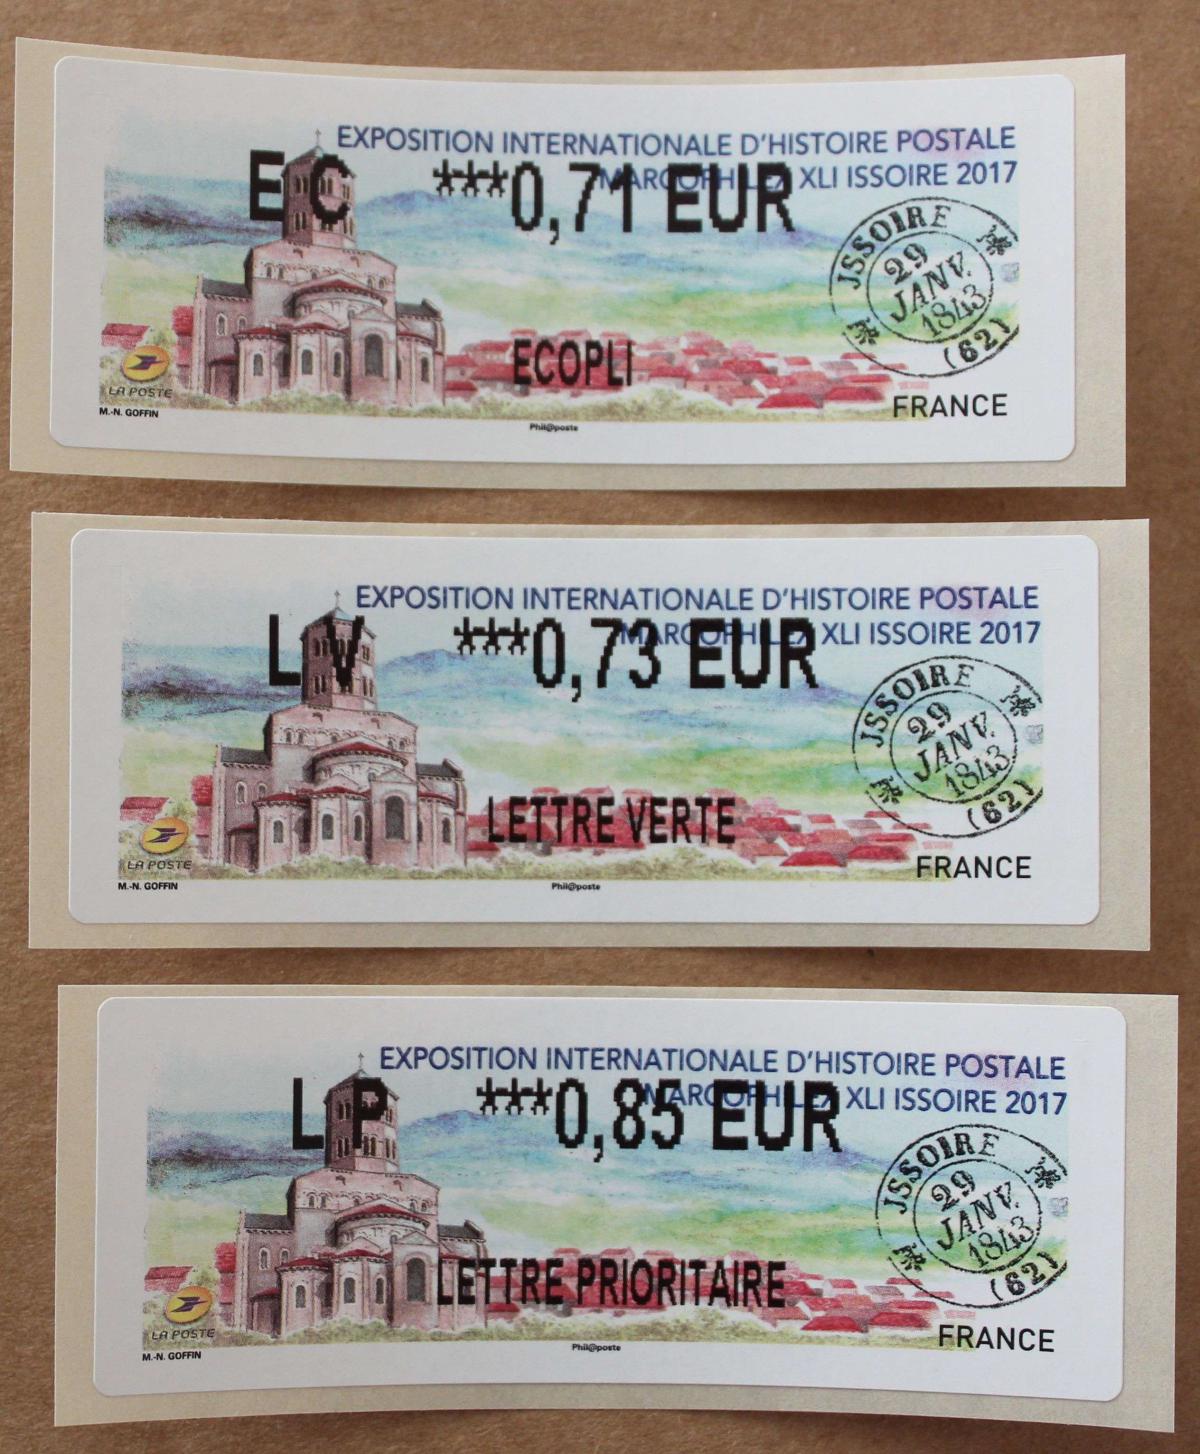 EXPOSITION INTERNATIONALE D'HISTOIRE POSTALE
MARCOPHILEX XLI ISSOIRE 2017
EC ***0,71 EUR
JSSOIRE
29
JANV.
1843
(62)
ECOPLI
LA POSTE
FRANCE
M.-N. GOFFIN
Phil@poste
EXPOSITION INTERNATIONALE D'HISTOIRE POSTALE
MARCOPHILEX XLI ISSOIRE 2017
LV ***0,73 EUR
JSSOIRE
29
JANV.
1843
(62)
LETTRE VERTE
LA POSTE
FRANCE
M.-N. GOFFIN
Phil@poste
EXPOSITION INTERNATIONALE D'HISTOIRE POSTALE
MARCOPHILEX XLI ISSOIRE 2017
LP ***0,85 EUR
JSSOIRE
29
JANV.
1843
(62)
LETTRE PRIORITAIRE
LA POSTE
FRANCE
M.-N. GOFFIN
Phil@poste